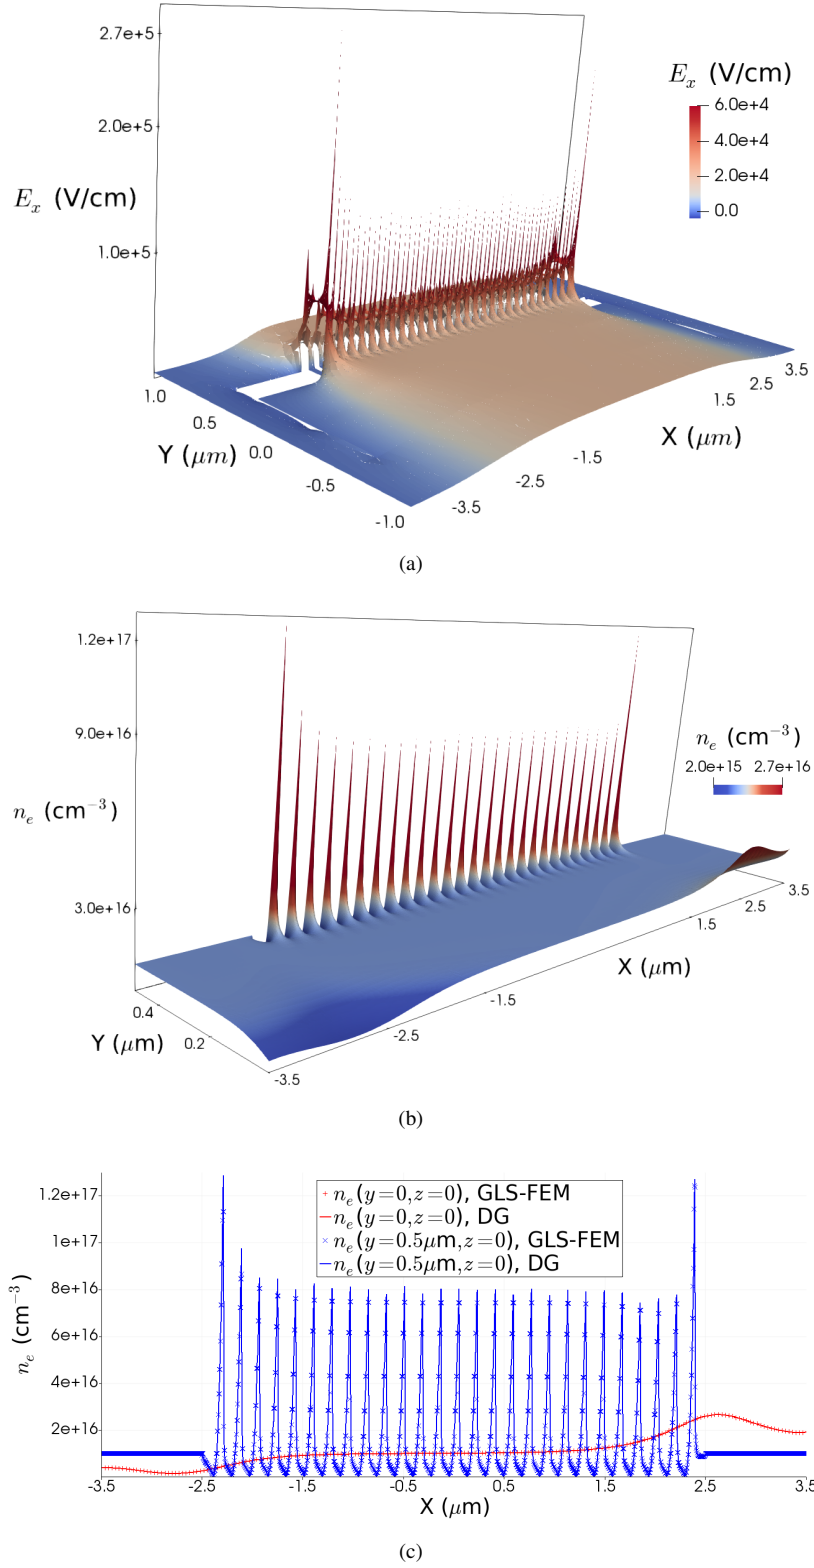 2.7e+5
2.0e+5
E_x (V/cm)
1.0e+5
E_x (V/cm)
6.0e+4
4.0e+4
2.0e+4
0.0
1.0
0.5
Y (μm)
0.0
-0.5
-1.0
-3.5
-2.5
-1.5
X (μm)
1.5
2.5
3.5
(a)
1.2e+17
9.0e+16
n_e (cm⁻³)
3.0e+16
n_e (cm⁻³)
2.0e+15 2.7e+16
0.4
Y (μm)
0.2
-3.5
-2.5
-1.5
X (μm)
1.5
2.5
3.5
(b)
1.2e+17
1e+17
8e+16
6e+16
4e+16
2e+16
n_e (cm⁻³)
n_e(y=0,z=0), GLS-FEM
n_e(y=0,z=0), DG
n_e(y=0.5μm,z=0), GLS-FEM
n_e(y=0.5μm,z=0), DG
-3.5 -2.5 -1.5 -0.5 0.5 1.5 2.5 3.5
X (μm)
(c)